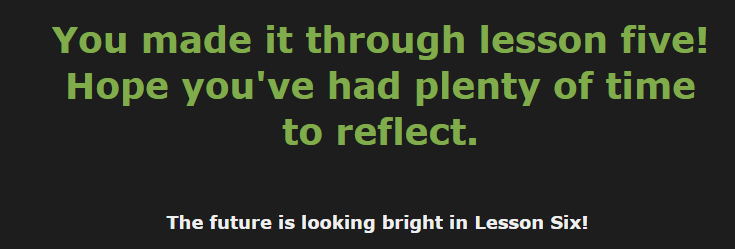 You made it through lesson five!
Hope you've had plenty of time
to reflect.
The future is looking bright in Lesson Six!